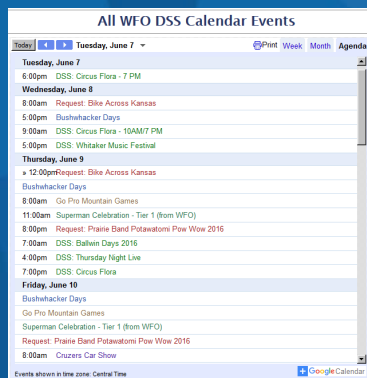 All WFO DSS Calendar Events
Today Tuesday, June 7 Print Week Month Agenda
Tuesday, June 7
6:00pm DSS: Circus Flora - 7 PM
Wednesday, June 8
8:00am Request: Bike Across Kansas
5:00pm Bushwhacker Days
9:00am DSS: Circus Flora - 10AM/7 PM
5:00pm DSS: Whitaker Music Festival
Thursday, June 9
» 12:00pm Request: Bike Across Kansas
Bushwhacker Days
8:00am Go Pro Mountain Games
11:00am Superman Celebration - Tier 1 (from WFO)
8:00pm Request: Prairie Band Potawatomi Pow Wow 2016
7:00am DSS: Ballwin Days 2016
4:00pm DSS: Thursday Night Live
7:00pm DSS: Circus Flora
Friday, June 10
Bushwhacker Days
Go Pro Mountain Games
Superman Celebration - Tier 1 (from WFO)
Request: Prairie Band Potawatomi Pow Wow 2016
8:00am Cruzers Car Show
Events shown in time zone: Central Time
Google Calendar